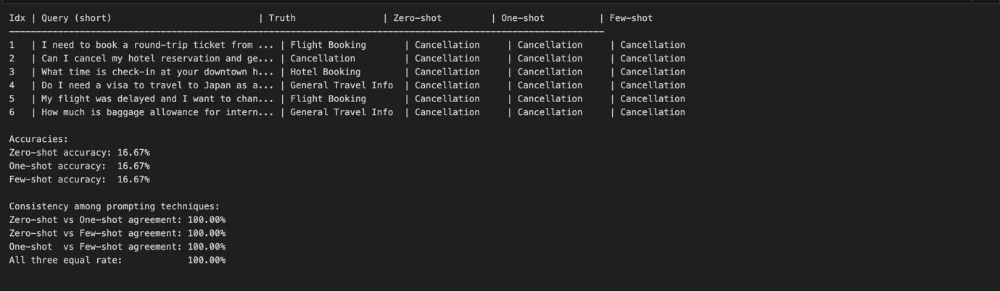 Idx | Query (short) | Truth | Zero-shot | One-shot | Few-shot
--------------------------------------------------------------------------------------------------------------
1 | I need to book a round-trip ticket from ... | Flight Booking | Cancellation | Cancellation | Cancellation
2 | Can I cancel my hotel reservation and ge... | Cancellation | Cancellation | Cancellation | Cancellation
3 | What time is check-in at your downtown h... | Hotel Booking | Cancellation | Cancellation | Cancellation
4 | Do I need a visa to travel to Japan as a... | General Travel Info | Cancellation | Cancellation | Cancellation
5 | My flight was delayed and I want to chan... | Flight Booking | Cancellation | Cancellation | Cancellation
6 | How much is baggage allowance for intern... | General Travel Info | Cancellation | Cancellation | Cancellation
Accuracies:
Zero-shot accuracy: 16.67%
One-shot accuracy: 16.67%
Few-shot accuracy: 16.67%
Consistency among prompting techniques:
Zero-shot vs One-shot agreement: 100.00%
Zero-shot vs Few-shot agreement: 100.00%
One-shot vs Few-shot agreement: 100.00%
All three equal rate: 100.00%